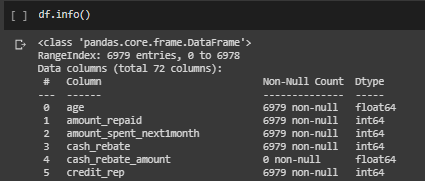 [ ] df.info()
<class 'pandas.core.frame.DataFrame'>
RangeIndex: 6979 entries, 0 to 6978
Data columns (total 72 columns):
 #   Column                    Non-Null Count  Dtype
---  ------                    --------------  -----
 0   age                       6979 non-null   float64
 1   amount_repaid             6979 non-null   int64
 2   amount_spent_next1month   6979 non-null   int64
 3   cash_rebate               6979 non-null   int64
 4   cash_rebate_amount        0 non-null      float64
 5   credit_rep                6979 non-null   int64